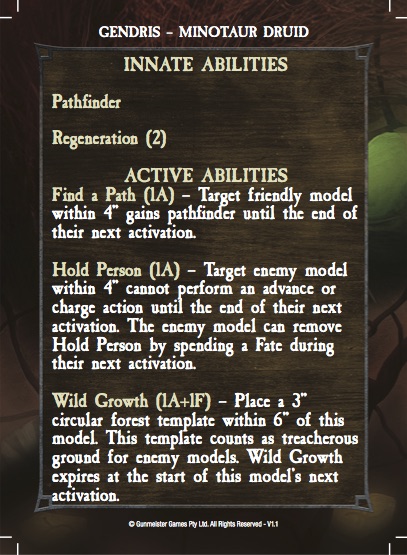 GENDRIS – MINOTAUR DRUID
INNATE ABILITIES
Pathfinder
Regeneration (2)
ACTIVE ABILITIES
Find a Path (1A) – Target friendly model
within 4” gains pathfinder until the end of
their next activation.
Hold Person (1A) – Target enemy model
within 4” cannot perform an advance or
charge action until the end of their next
activation. The enemy model can remove
Hold Person by spending a Fate during
their next activation.
Wild Growth (1A+1F) – Place a 3”
circular forest template within 6” of this
model. This template counts as treacherous
ground for enemy models. Wild Growth
expires at the start of this model’s next
activation.
© Gunmeister Games Pty Ltd. All Rights Reserved - V1.1